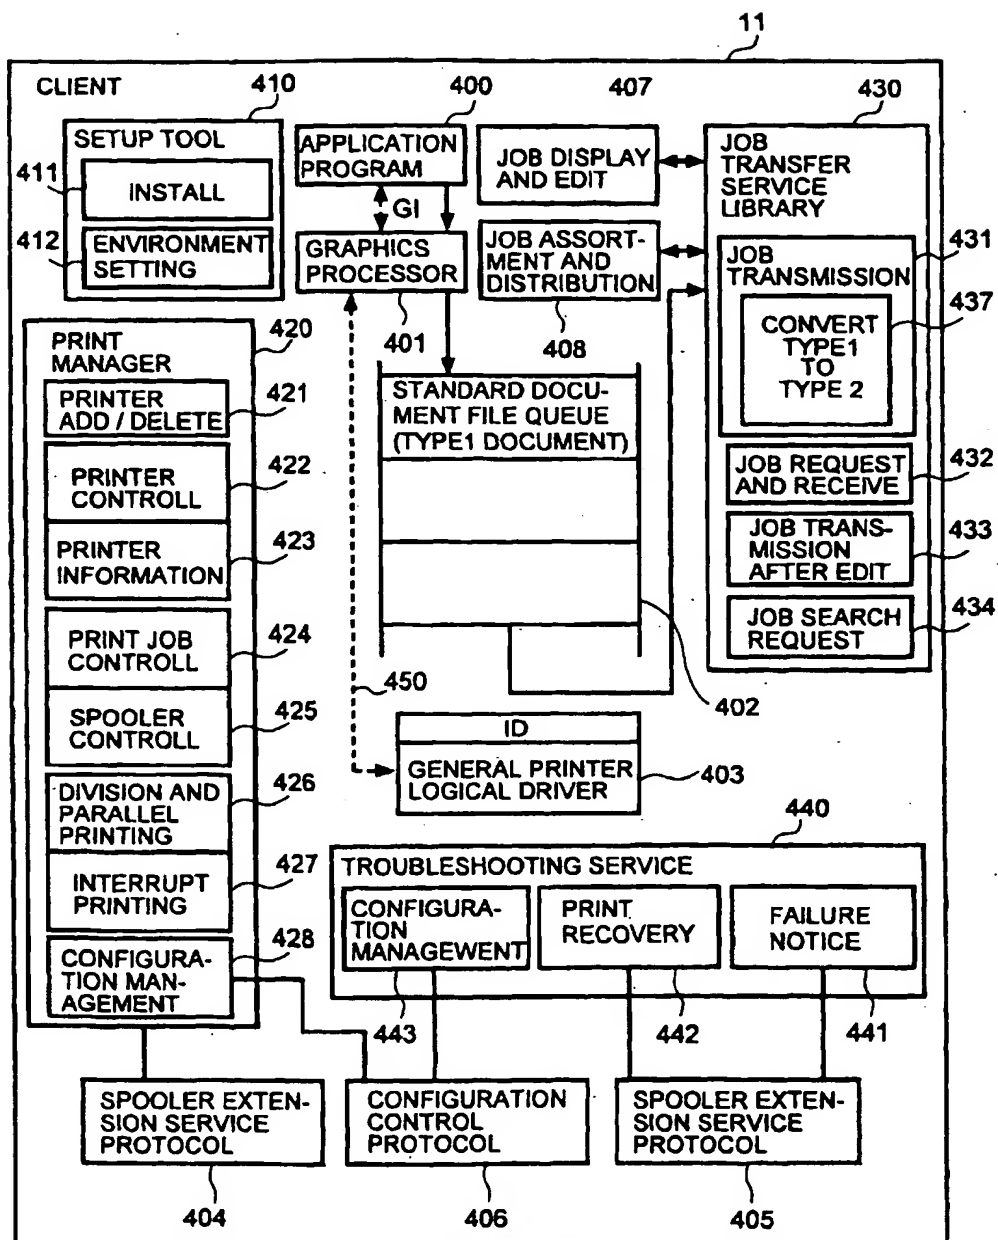 11
CLIENT
410
400
407
430
SETUP TOOL
411
INSTALL
412
ENVIRONMENT
SETTING
APPLICATION
PROGRAM
GI
GRAPHICS
PROCESSOR
401
JOB DISPLAY
AND EDIT
JOB ASSORT-
MENT AND
DISTRIBUTION
408
JOB
TRANSFER
SERVICE
LIBRARY
431
JOB
TRANSMISSION
437
CONVERT
TYPE1
TO
TYPE 2
432
JOB REQUEST
AND RECEIVE
433
JOB TRANS-
MISSION
AFTER EDIT
434
JOB SEARCH
REQUEST
420
PRINT
MANAGER
421
PRINTER
ADD / DELETE
422
PRINTER
CONTROLL
423
PRINTER
INFORMATION
424
PRINT JOB
CONTROLL
425
SPOOLER
CONTROLL
426
DIVISION AND
PARALLEL
PRINTING
427
INTERRUPT
PRINTING
428
CONFIGURA-
TION MAN-
AGEMENT
STANDARD DOCU-
MENT FILE QUEUE
(TYPE1 DOCUMENT)
450
402
ID
GENERAL PRINTER
LOGICAL DRIVER
403
440
TROUBLESHOOTING SERVICE
CONFIGURA-
TION
MANAGEWENT
PRINT
RECOVERY
FAILURE
NOTICE
443
442
441
SPOOLER EXTEN-
SION SERVICE
PROTOCOL
CONFIGURATION
CONTROL
PROTOCOL
SPOOLER EXTEN-
SION SERVICE
PROTOCOL
404
406
405